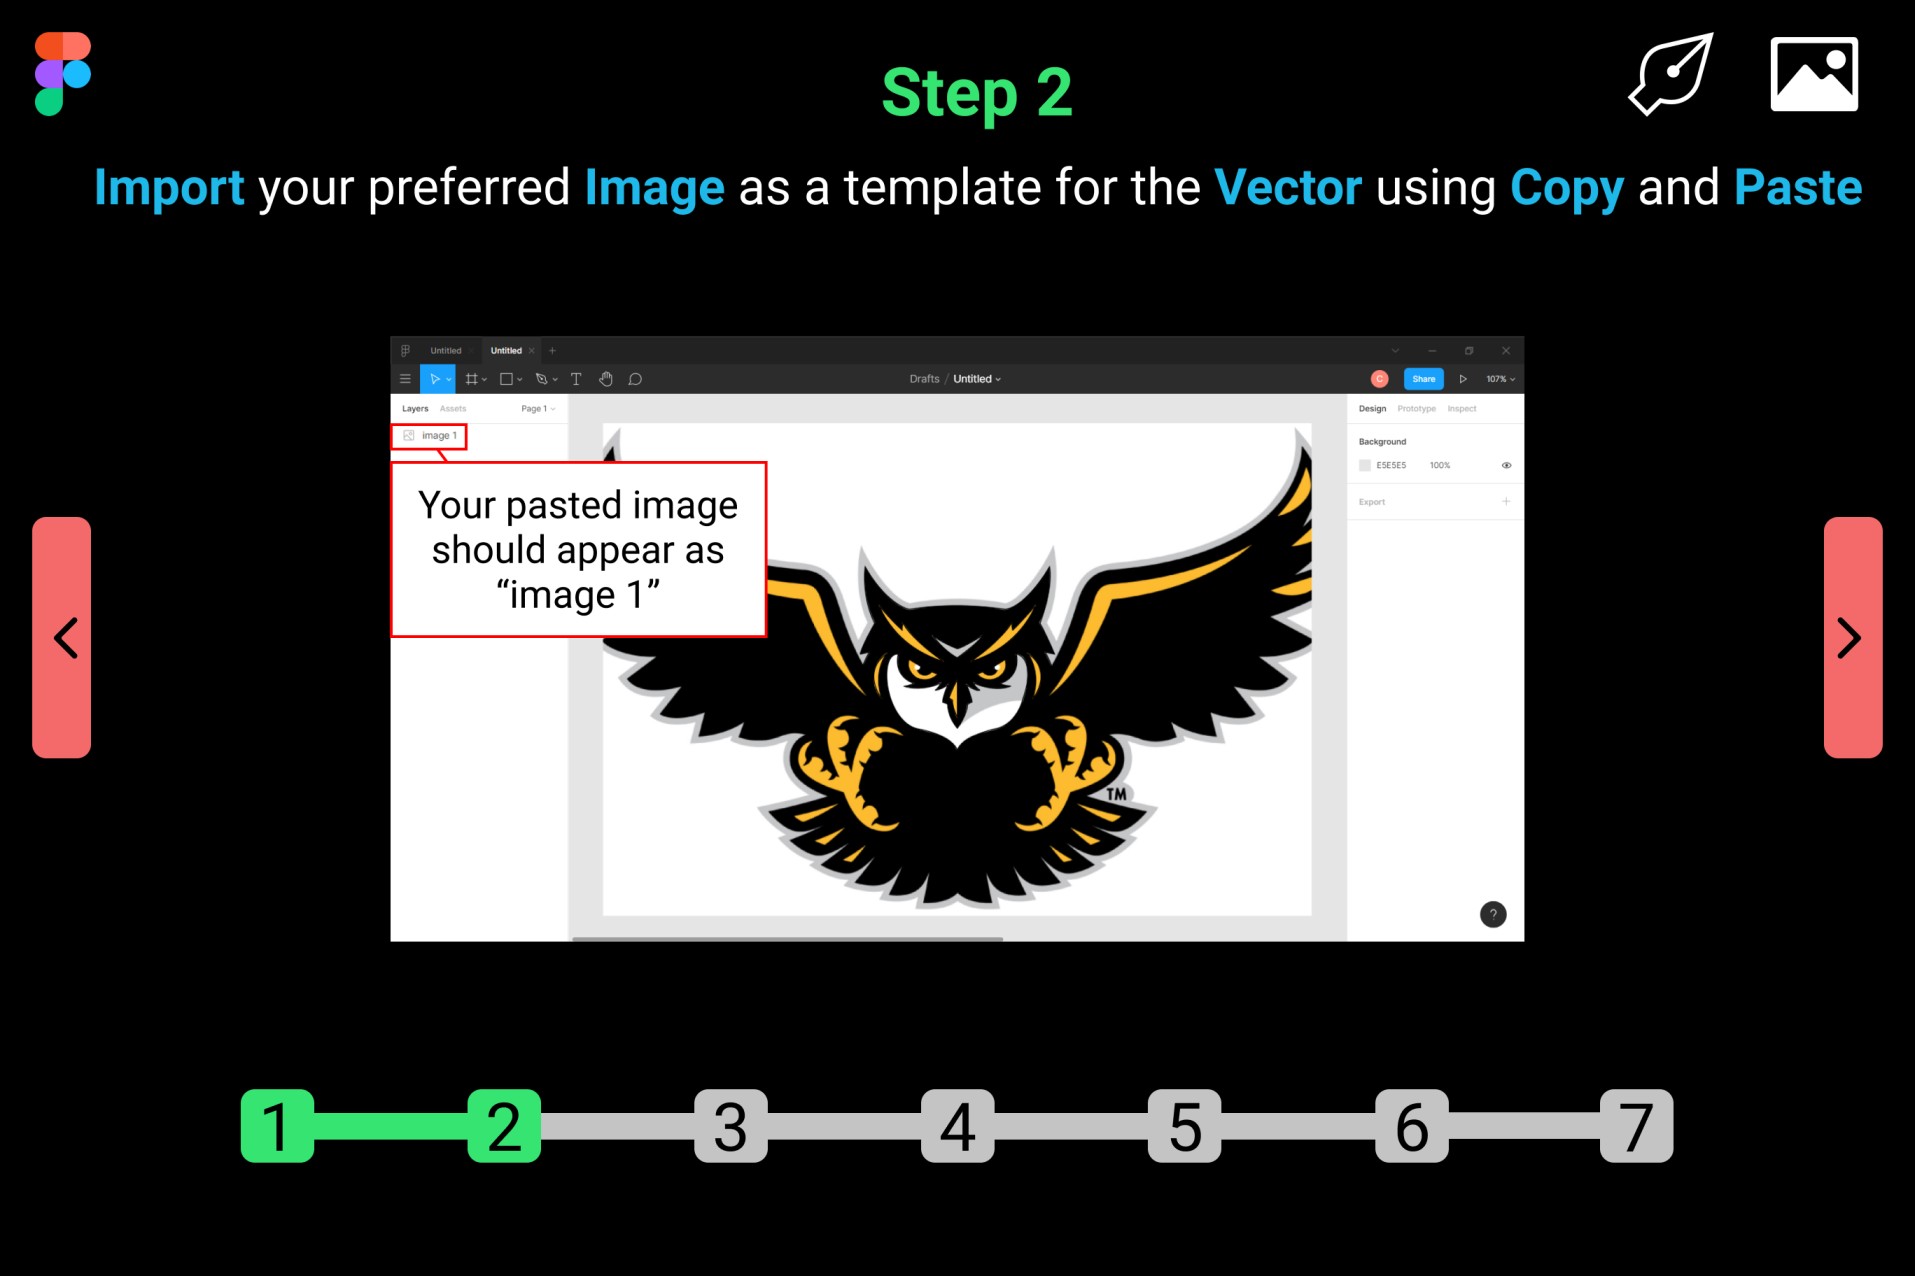 Step 2
Import your preferred Image as a template for the Vector using Copy and Paste
Untitled
Untitled
Drafts / Untitled
C
Share
107%
Layers Assets Page 1
Design Prototype Inspect
image 1
Background
E5E5E5 100%
Export
Your pasted image
should appear as
“image 1”
TM
?
1 2 3 4 5 6 7